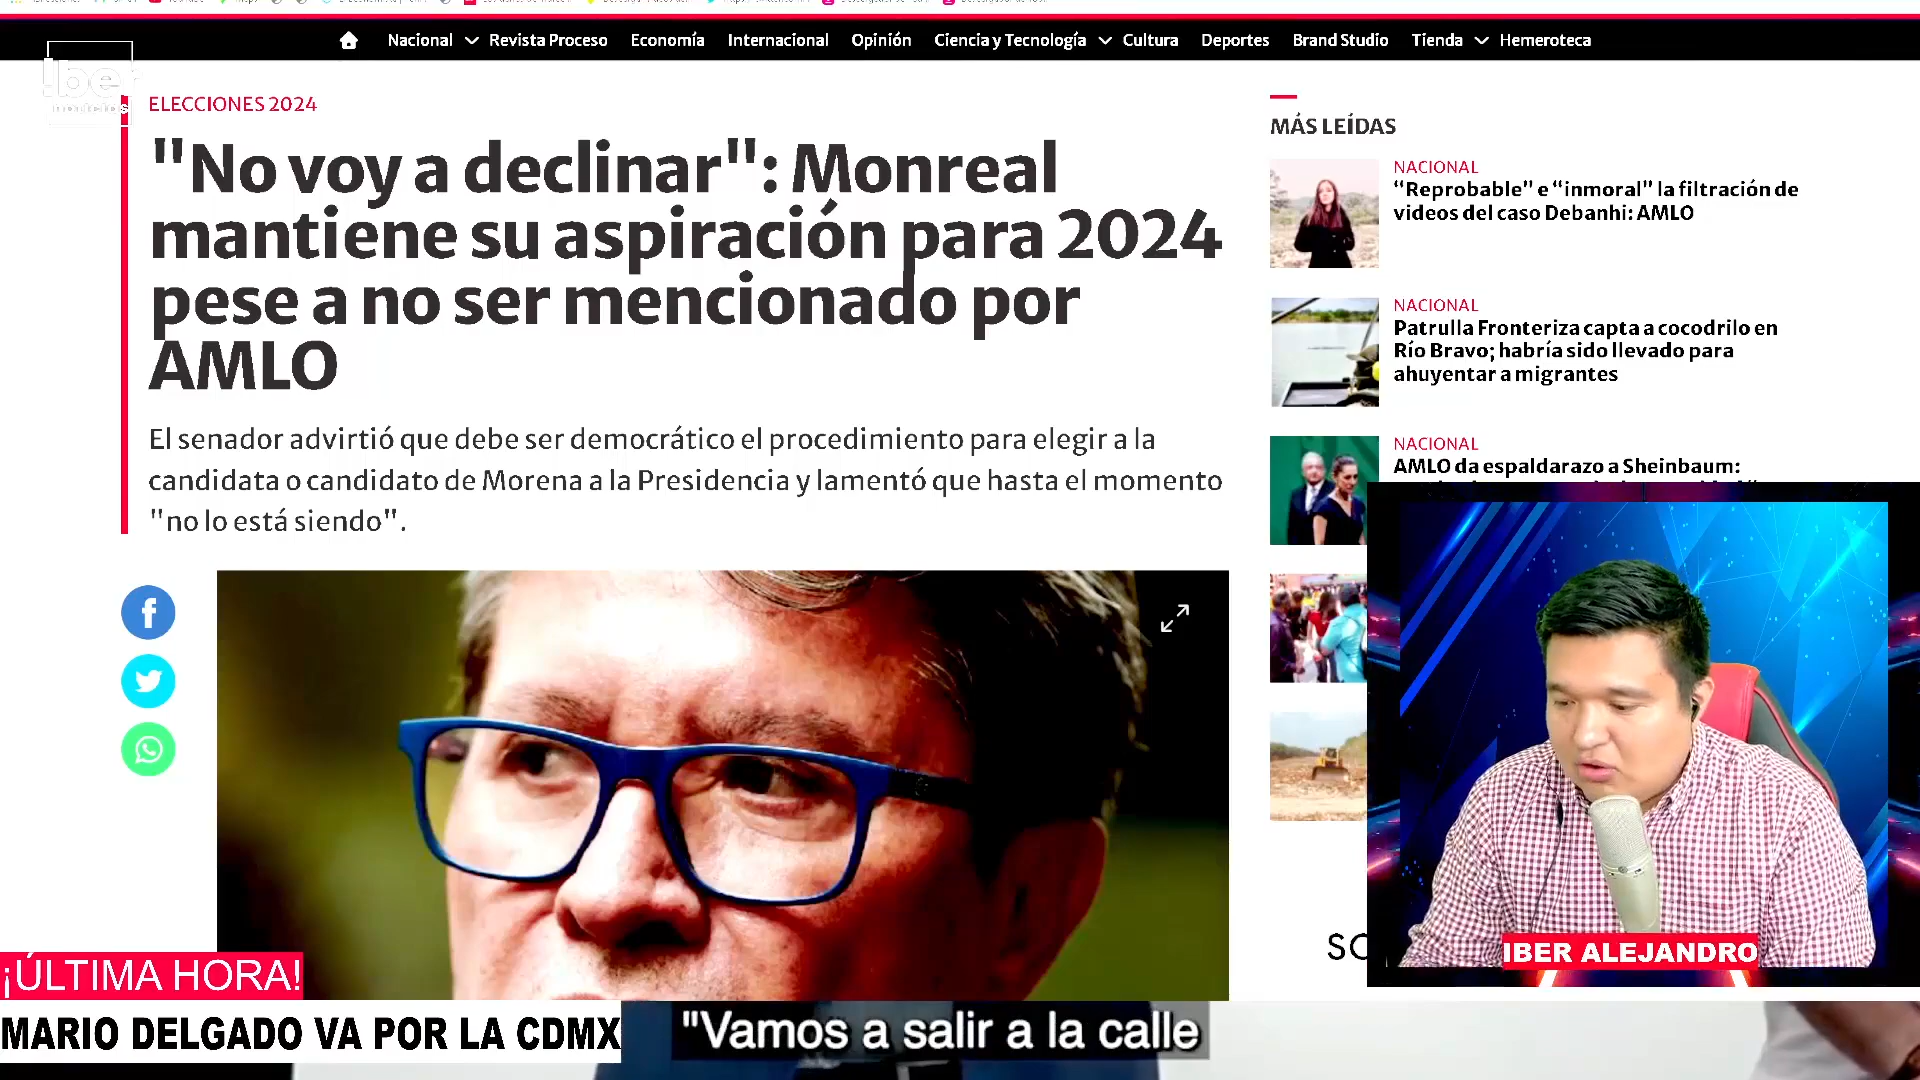 Nacional Revista Proceso Economía Internacional Opinión Ciencia y Tecnología Cultura Deportes Brand Studio Tienda Hemeroteca
iber
noticias
ELECCIONES 2024
"No voy a declinar": Monreal
mantiene su aspiración para 2024
pese a no ser mencionado por
AMLO
El senador advirtió que debe ser democrático el procedimiento para elegir a la
candidata o candidato de Morena a la Presidencia y lamentó que hasta el momento
"no lo está siendo".
MÁS LEÍDAS
NACIONAL
“Reprobable” e “inmoral” la filtración de
videos del caso Debanhi: AMLO
NACIONAL
Patrulla Fronteriza capta a cocodrilo en
Río Bravo; habría sido llevado para
ahuyentar a migrantes
NACIONAL
AMLO da espaldarazo a Sheinbaum:
IBER ALEJANDRO
¡ÚLTIMA HORA!
MARIO DELGADO VA POR LA CDMX
"Vamos a salir a la calle